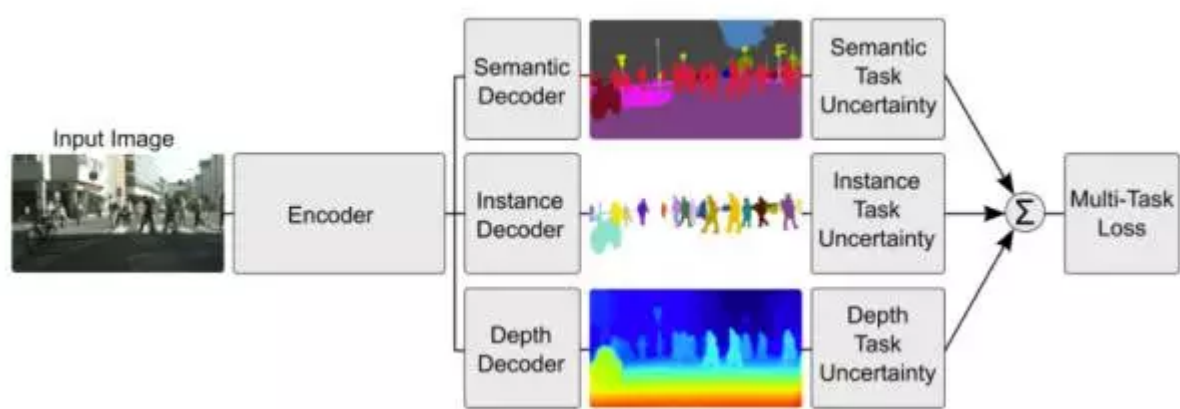 Input Image
Encoder
Semantic
Decoder
Semantic
Task
Uncertainty
Instance
Decoder
Instance
Task
Uncertainty
Depth
Decoder
Depth
Task
Uncertainty
Σ
Multi-Task
Loss